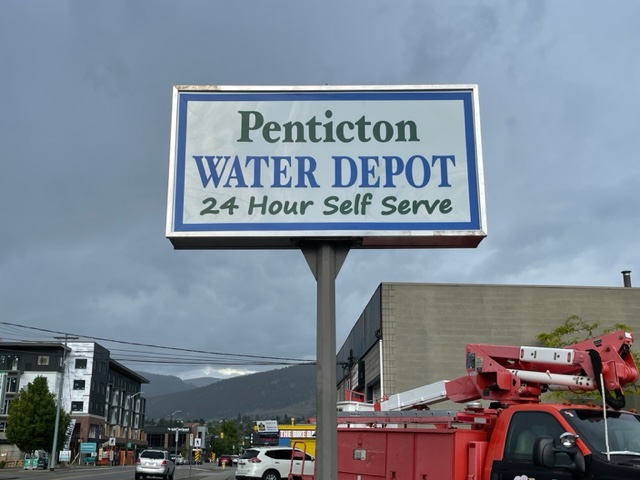 Penticton
WATER DEPOT
24 Hour Self Serve